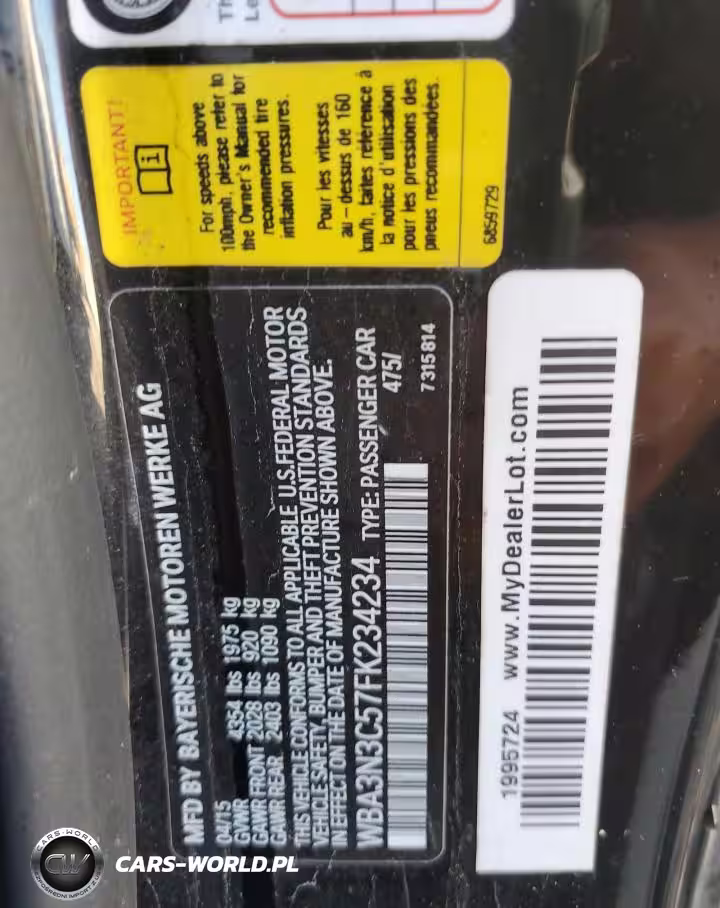 Th
Le
IMPORTANT!
For speeds above
100mph, please refer to
the Owner's Manual for
recommended tire
inflation pressures.
Pour les vitesses
au-dessus de 160
km/h, faites référence à
la notice d'utilisation
pour les pressions des
pneus recommandées.
6859729
MFD BY BAYERISCHE MOTOREN WERKE AG
04/15
GVWR 4354 lbs 1975 kg
GAWR FRONT 2028 lbs 920 kg
GAWR REAR 2403 lbs 1090 kg
THIS VEHICLE CONFORMS TO ALL APPLICABLE U.S.FEDERAL MOTOR
VEHICLE SAFETY, BUMPER AND THEFT PREVENTION STANDARDS
IN EFFECT ON THE DATE OF MANUFACTURE SHOWN ABOVE.
WBA3N3C57FK234234 TYPE: PASSENGER CAR
475/
7315814
1995724 www.MyDealerLot.com
CARS-WORLD
CW
CARS-WORLD.PL